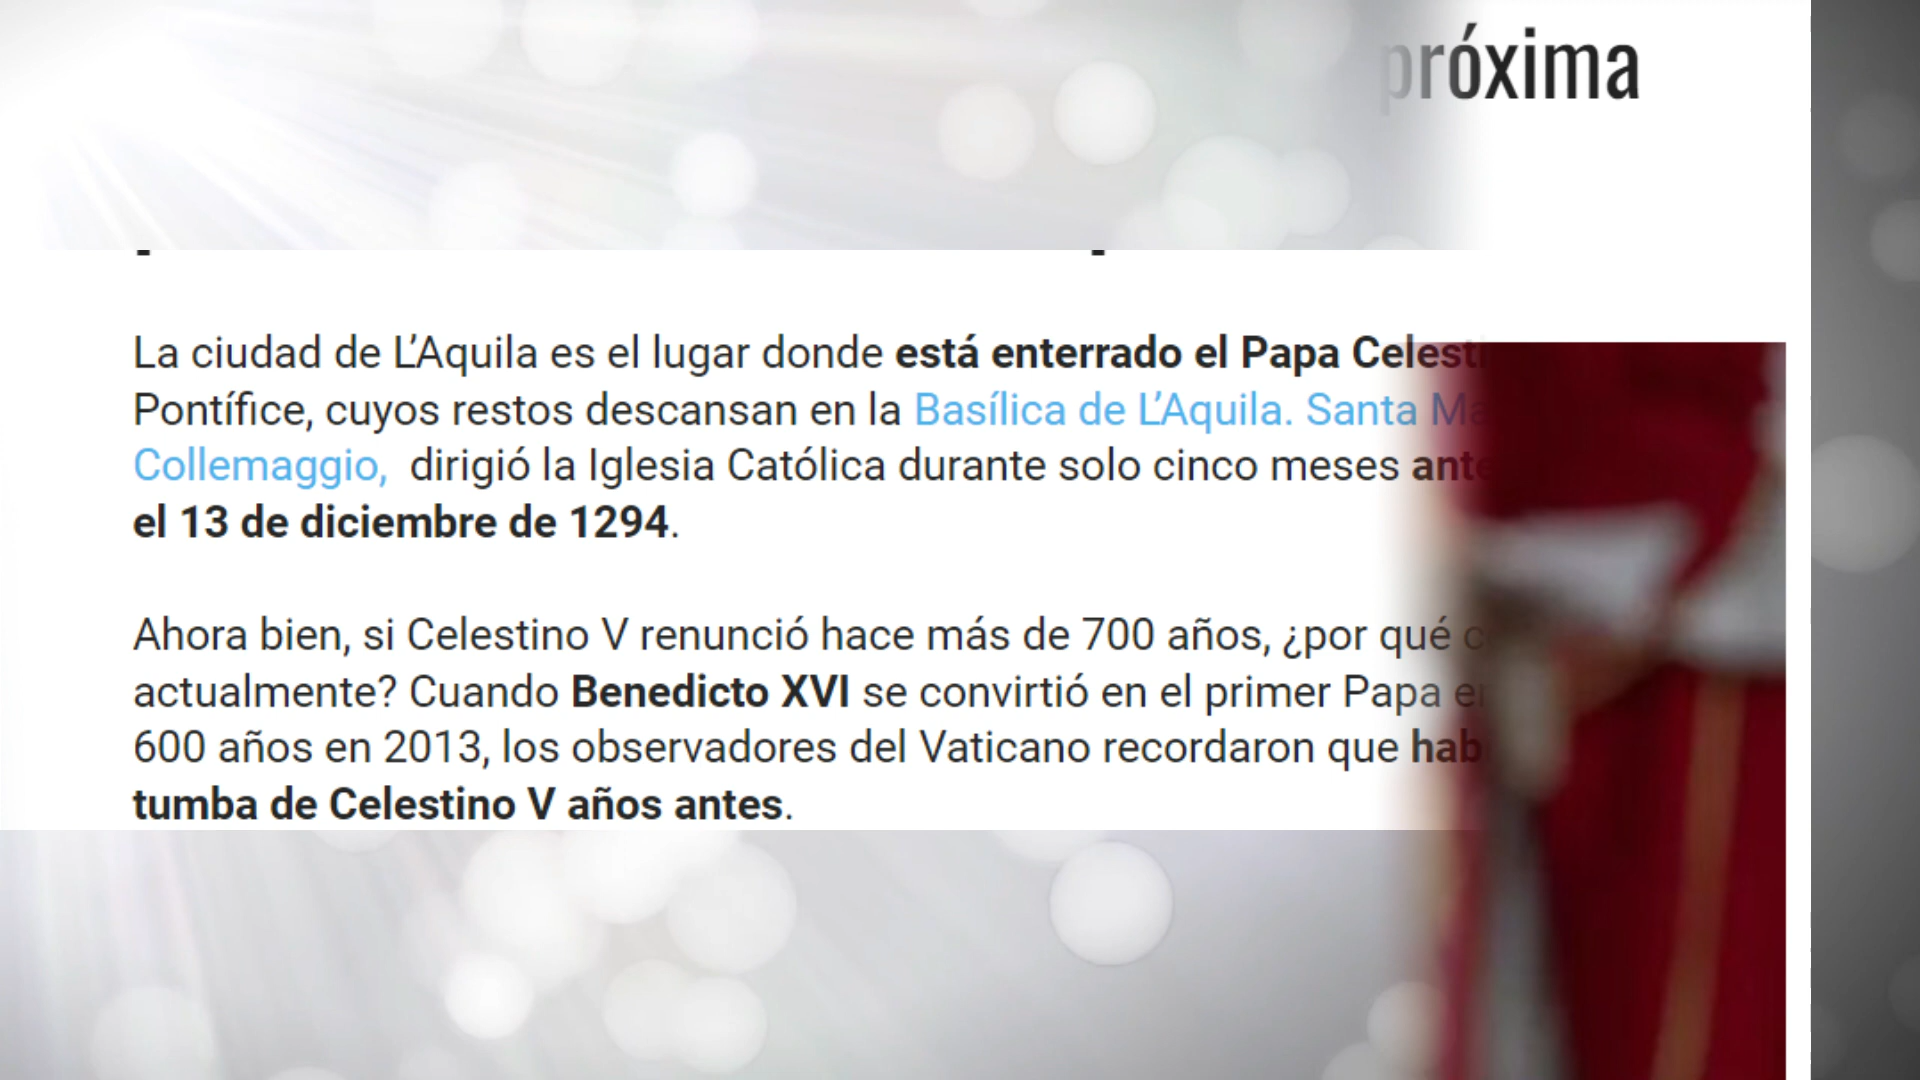 próxima
La ciudad de L’Aquila es el lugar donde está enterrado el Papa Celesti
Pontífice, cuyos restos descansan en la Basílica de L’Aquila. Santa Ma
Collemaggio, dirigió la Iglesia Católica durante solo cinco meses ante
el 13 de diciembre de 1294.
Ahora bien, si Celestino V renunció hace más de 700 años, ¿por qué c
actualmente? Cuando Benedicto XVI se convirtió en el primer Papa en
600 años en 2013, los observadores del Vaticano recordaron que hab
tumba de Celestino V años antes.